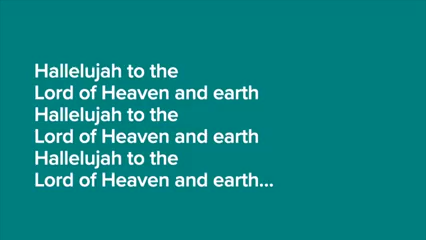 Hallelujah to the
Lord of Heaven and earth
Hallelujah to the
Lord of Heaven and earth
Hallelujah to the
Lord of Heaven and earth...